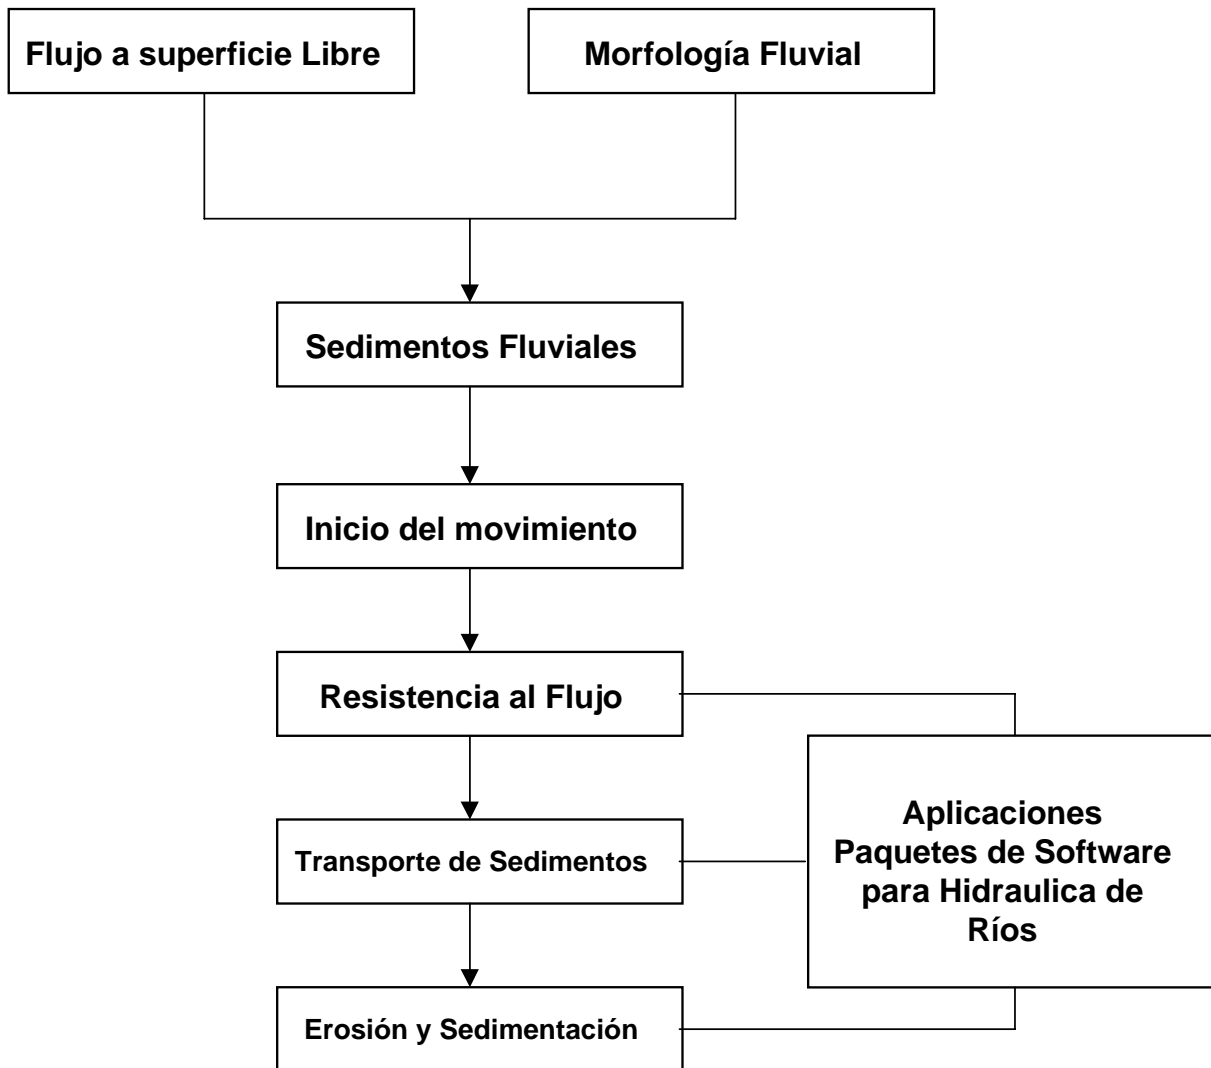 Flujo a superficie Libre
Morfología Fluvial
Sedimentos Fluviales
Inicio del movimiento
Resistencia al Flujo
Transporte de Sedimentos
Aplicaciones
Paquetes de Software
para Hidraulica de
Ríos
Erosión y Sedimentación